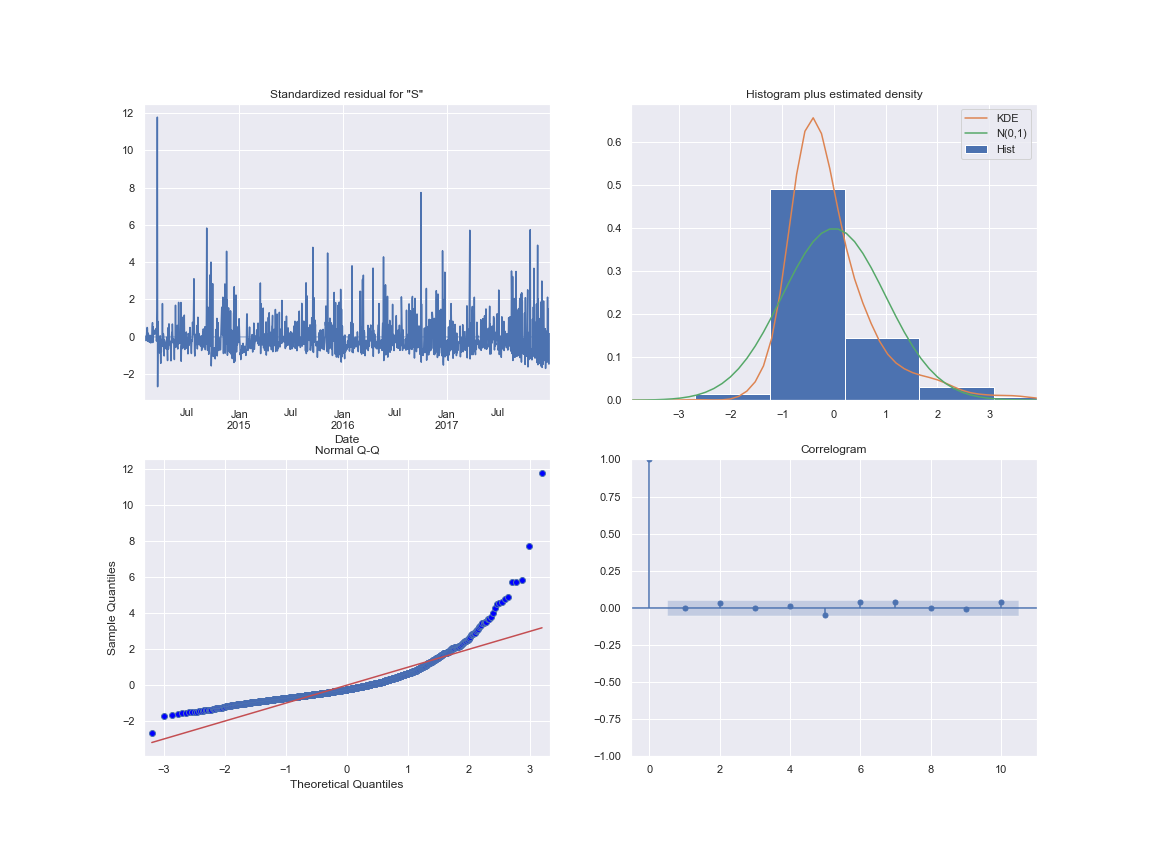 Standardized residual for "S"
12
10
8
6
4
2
0
−2
Jul
Jan
2015
Jul
Jan
2016
Jul
Jan
2017
Jul
Date
Histogram plus estimated density
KDE
N(0,1)
Hist
0.6
0.5
0.4
0.3
0.2
0.1
0.0
−3 −2 −1 0 1 2 3
Normal Q-Q
Sample Quantiles
12
10
8
6
4
2
0
−2
−3 −2 −1 0 1 2 3
Theoretical Quantiles
Correlogram
1.00
0.75
0.50
0.25
0.00
−0.25
−0.50
−0.75
−1.00
0 2 4 6 8 10